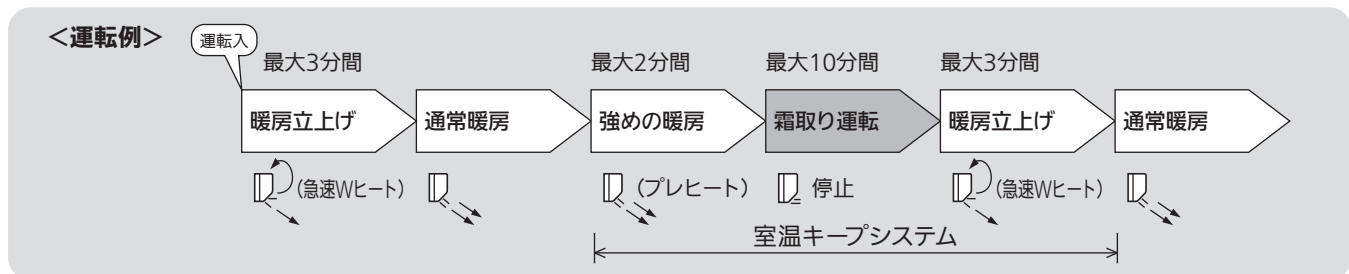 <運転例>
運転入
最大3分間
最大2分間
最大10分間
最大3分間
暖房立上げ
通常暖房
強めの暖房
霜取り運転
暖房立上げ
通常暖房
(急速Wヒート)
(プレヒート)
停止
(急速Wヒート)
室温キープシステム